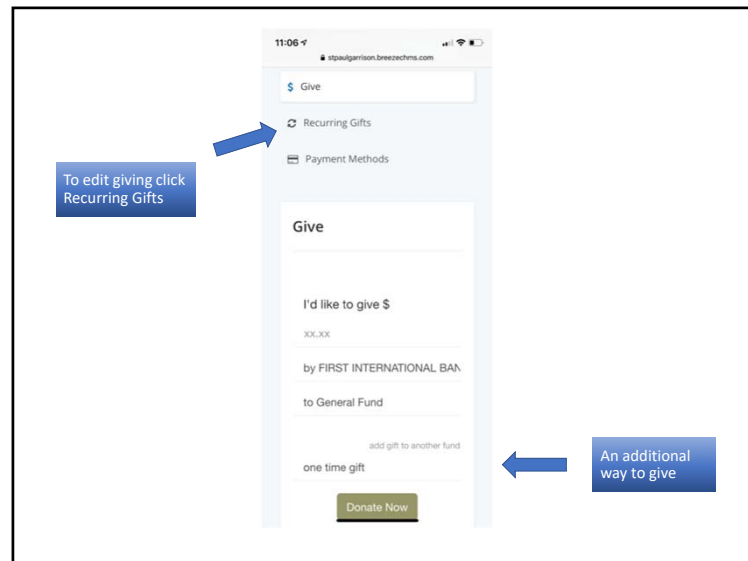 11:06
stpaulgarrison.breezechms.com
$ Give
Recurring Gifts
To edit giving click
Recurring Gifts
Payment Methods
Give
I'd like to give $
xx.xx
by FIRST INTERNATIONAL BAN
to General Fund
add gift to another fund
one time gift
An additional
way to give
Donate Now